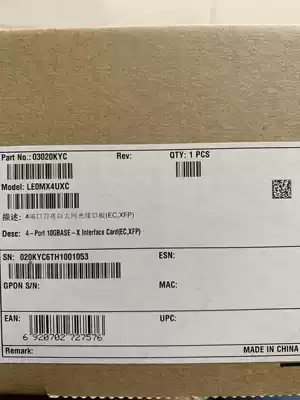 Part No.: 03020KYC Rev: QTY: 1 PCS
Model: LE0MX4UXC
描述: 4端口万兆以太网光接口板(EC,XFP)
Desc: 4-Port 10GBASE-X Interface Card(EC,XFP)
SN: 020KYC6TH1001053 ESN:
GPON S/N: MAC:
EAN: UPC:
6 920702 727576
Remark: MADE IN CHINA